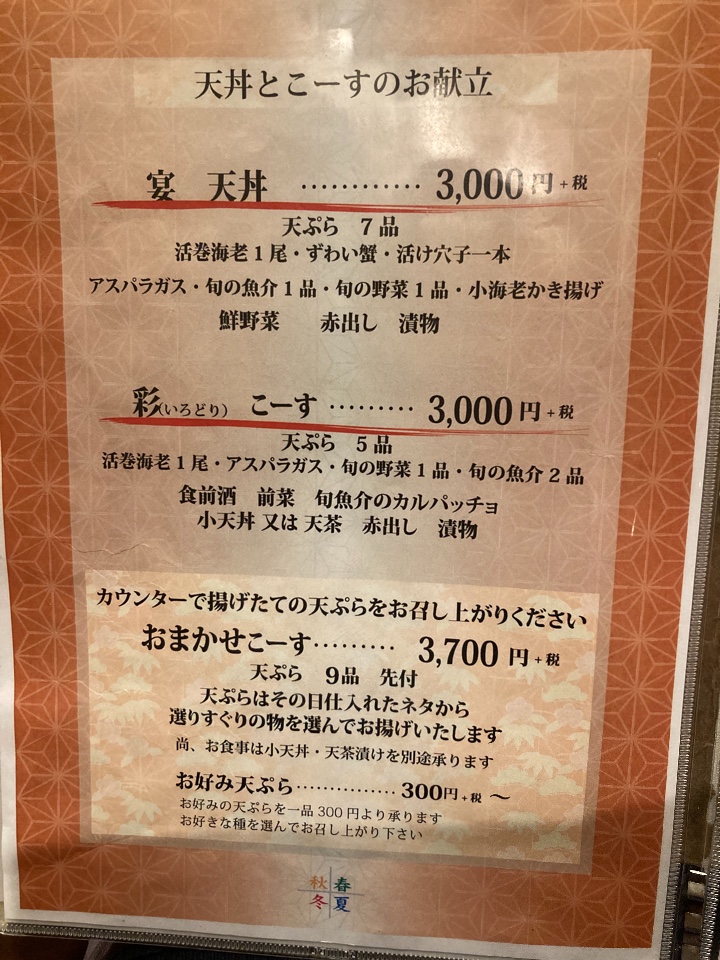 天丼とこーすのお献立
宴 天丼 ………… 3,000円+税
天ぷら 7品
活巻海老1尾・ずわい蟹・活け穴子一本
アスパラガス・旬の魚介1品・旬の野菜1品・小海老かき揚げ
鮮野菜 赤出し 漬物
彩(いろどり) こーす ……… 3,000円+税
天ぷら 5品
活巻海老1尾・アスパラガス・旬の野菜1品・旬の魚介2品
食前酒 前菜 旬魚介のカルパッチョ
小天丼 又は 天茶 赤出し 漬物
カウンターで揚げたての天ぷらをお召し上がりください
おまかせこーす……… 3,700円+税
天ぷら 9品 先付
天ぷらはその日仕入れたネタから
選りすぐりの物を選んでお揚げいたします
尚、お食事は小天丼・天茶漬けを別途承ります
お好み天ぷら…………… 300円+税 〜
お好みの天ぷらを一品300円より承ります
お好きな種を選んでお召し上がり下さい
秋春
冬夏